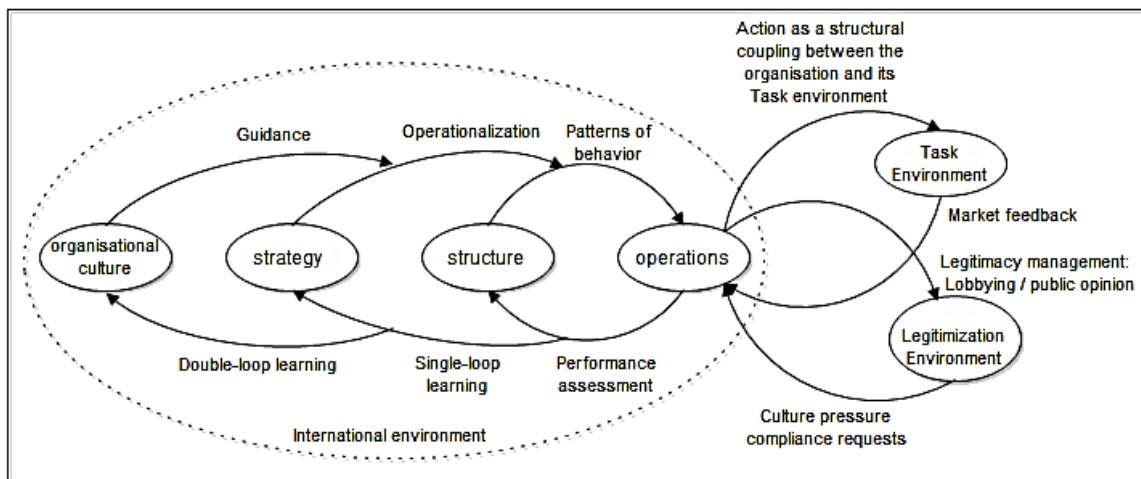 Action as a structural
coupling between the
organisation and its
Task environment
Guidance
Operationalization
Patterns of
behavior
Task
Environment
Market feedback
organisational
culture
strategy
structure
operations
Legitimacy management:
Lobbying / public opinion
Legitimization
Environment
Double-loop learning
Single-loop
learning
Performance
assessment
Culture pressure
compliance requests
International environment